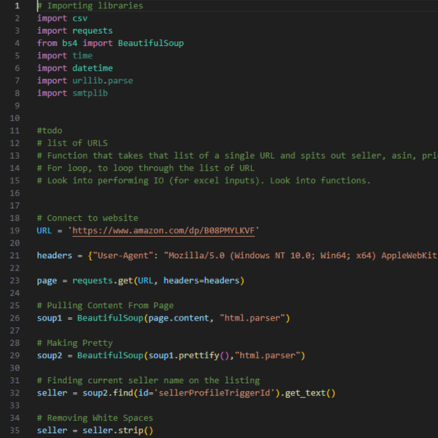 1 # Importing libraries
2 import csv
3 import requests
4 from bs4 import BeautifulSoup
5 import time
6 import datetime
7 import urllib.parse
8 import smtplib
9
10
11 #todo
12 # list of URLS
13 # Function that takes that list of a single URL and spits out seller, asin, pri
14 # For loop, to loop through the list of URL
15 # Look into performing IO (for excel inputs). Look into functions.
16
17
18 # Connect to website
19 URL = 'https://www.amazon.com/dp/B08PMYLKVF'
20
21 headers = {"User-Agent": "Mozilla/5.0 (Windows NT 10.0; Win64; x64) AppleWebKit
22
23 page = requests.get(URL, headers=headers)
24
25 # Pulling Content From Page
26 soup1 = BeautifulSoup(page.content, "html.parser")
27
28 # Making Pretty
29 soup2 = BeautifulSoup(soup1.prettify(),"html.parser")
30
31 # Finding current seller name on the listing
32 seller = soup2.find(id='sellerProfileTriggerId').get_text()
33
34 # Removing White Spaces
35 seller = seller.strip()